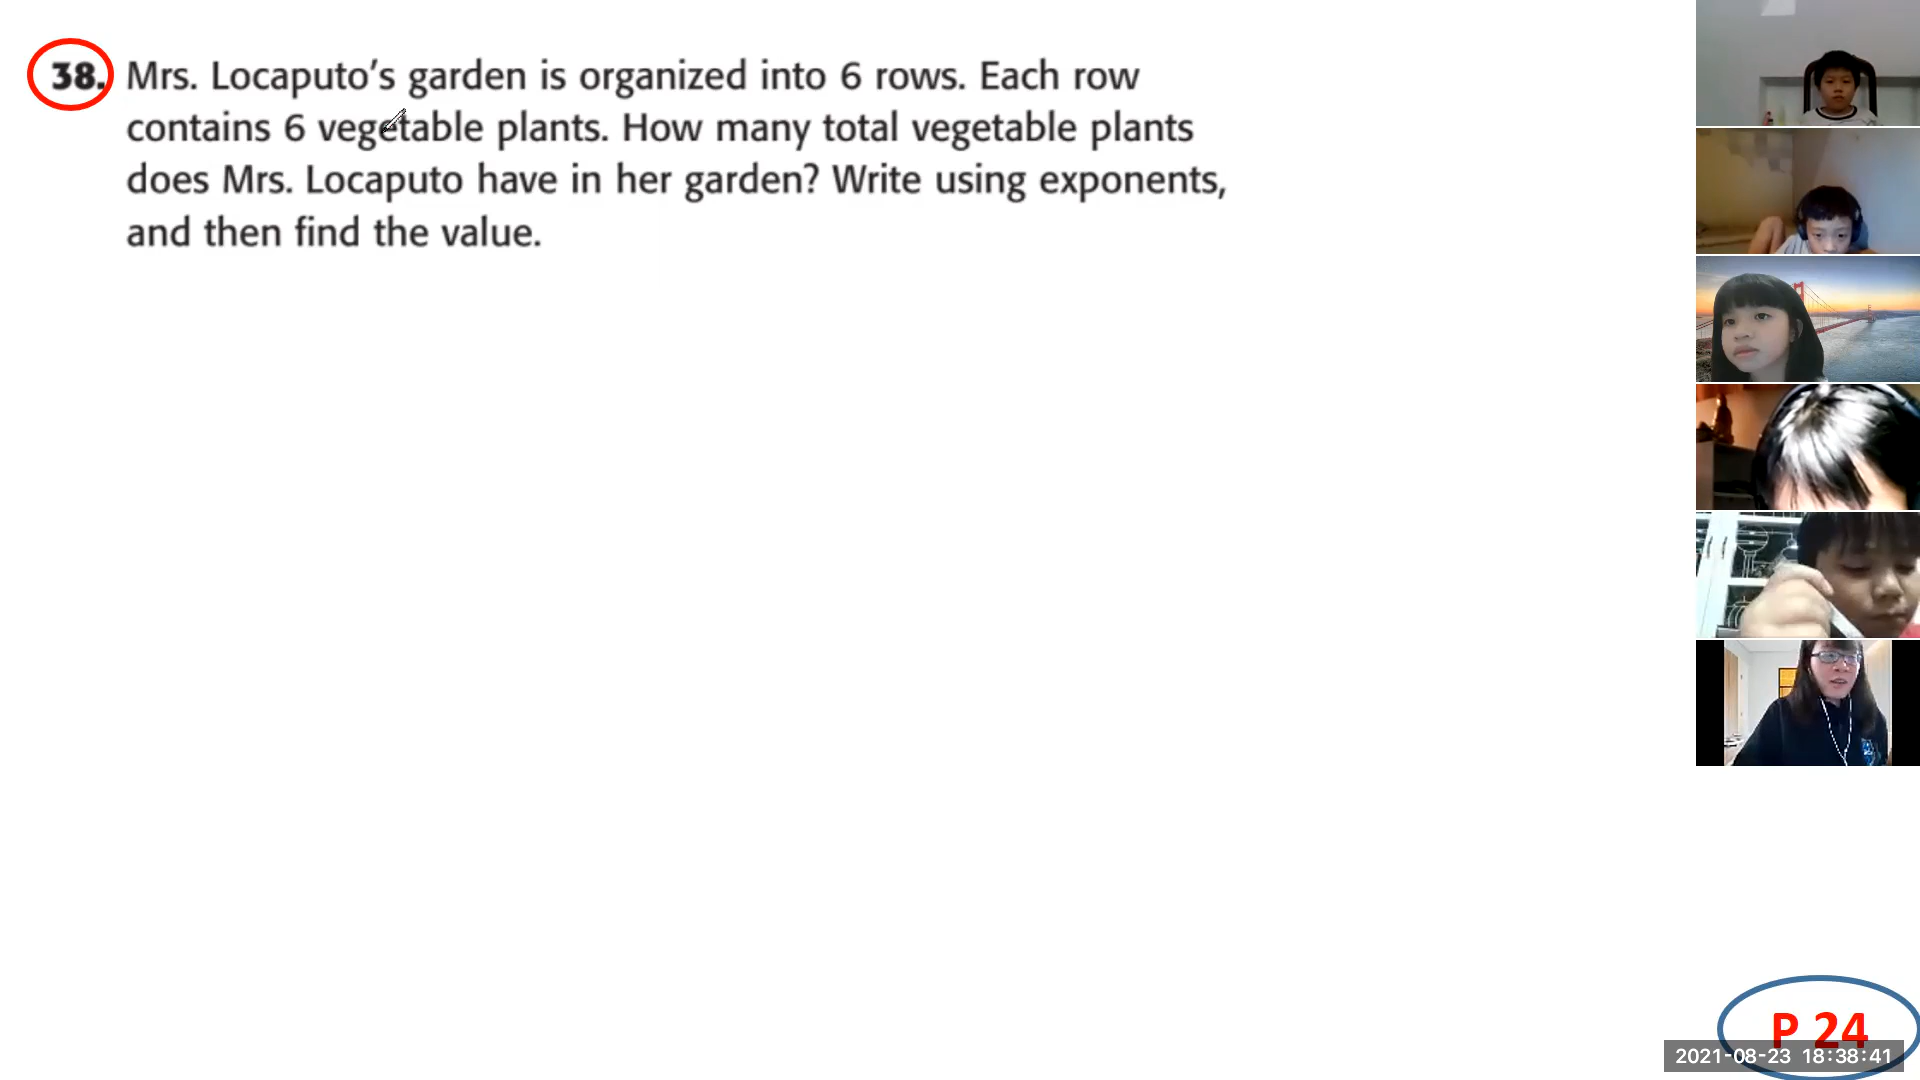 38. Mrs. Locaputo's garden is organized into 6 rows. Each row
contains 6 vegetable plants. How many total vegetable plants
does Mrs. Locaputo have in her garden? Write using exponents,
and then find the value.
P 24
2021-08-23 18:38:41